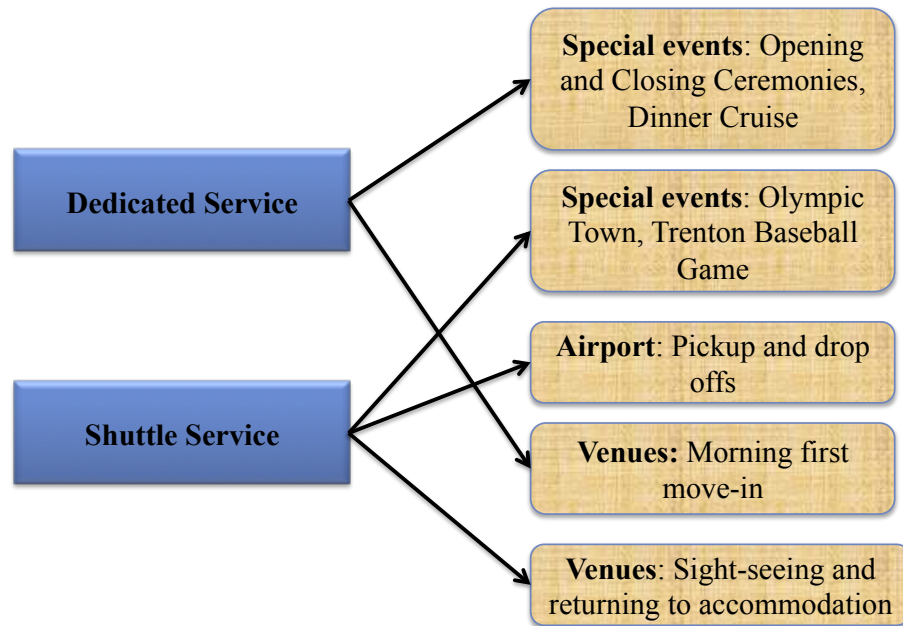 Special events: Opening
and Closing Ceremonies,
Dinner Cruise
Dedicated Service
Special events: Olympic
Town, Trenton Baseball
Game
Airport: Pickup and drop
offs
Shuttle Service
Venues: Morning first
move-in
Venues: Sight-seeing and
returning to accommodation